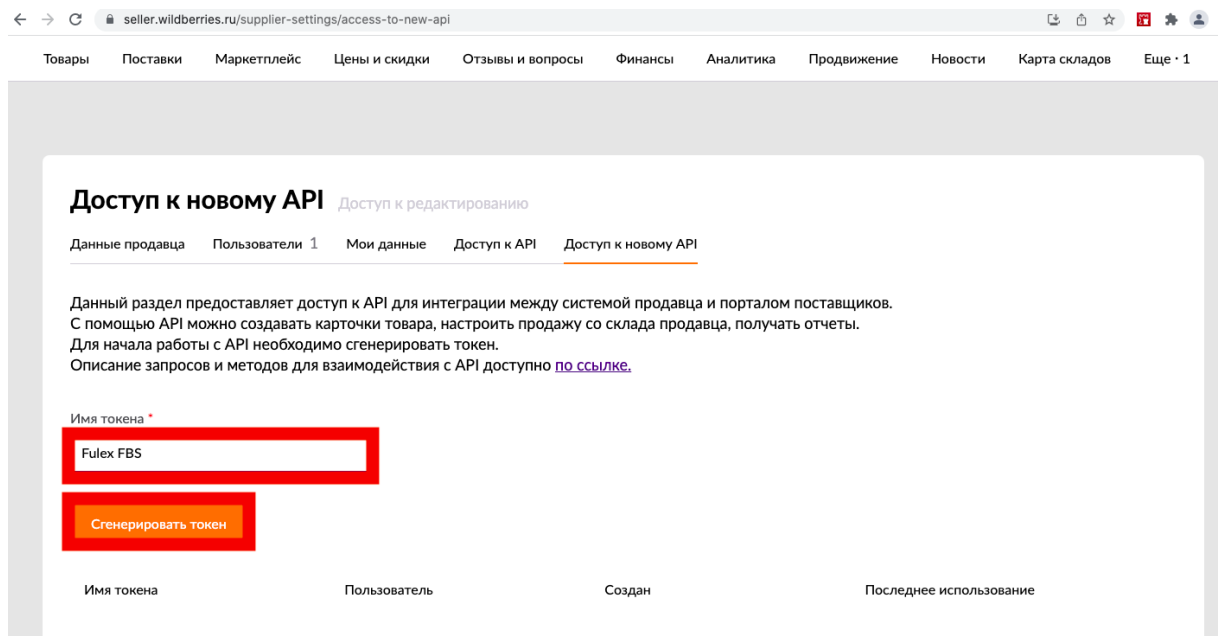 seller.wildberries.ru/supplier-settings/access-to-new-api
Товары Поставки Маркетплейс Цены и скидки Отзывы и вопросы Финансы Аналитика Продвижение Новости Карта складов Еще · 1
Доступ к новому API Доступ к редактированию
Данные продавца Пользователи 1 Мои данные Доступ к API Доступ к новому API
Данный раздел предоставляет доступ к API для интеграции между системой продавца и порталом поставщиков.
С помощью API можно создавать карточки товара, настроить продажу со склада продавца, получать отчеты.
Для начала работы с API необходимо сгенерировать токен.
Описание запросов и методов для взаимодействия с API доступно по ссылке.
Имя токена *
Fulex FBS
Сгенерировать токен
Имя токена Пользователь Создан Последнее использование